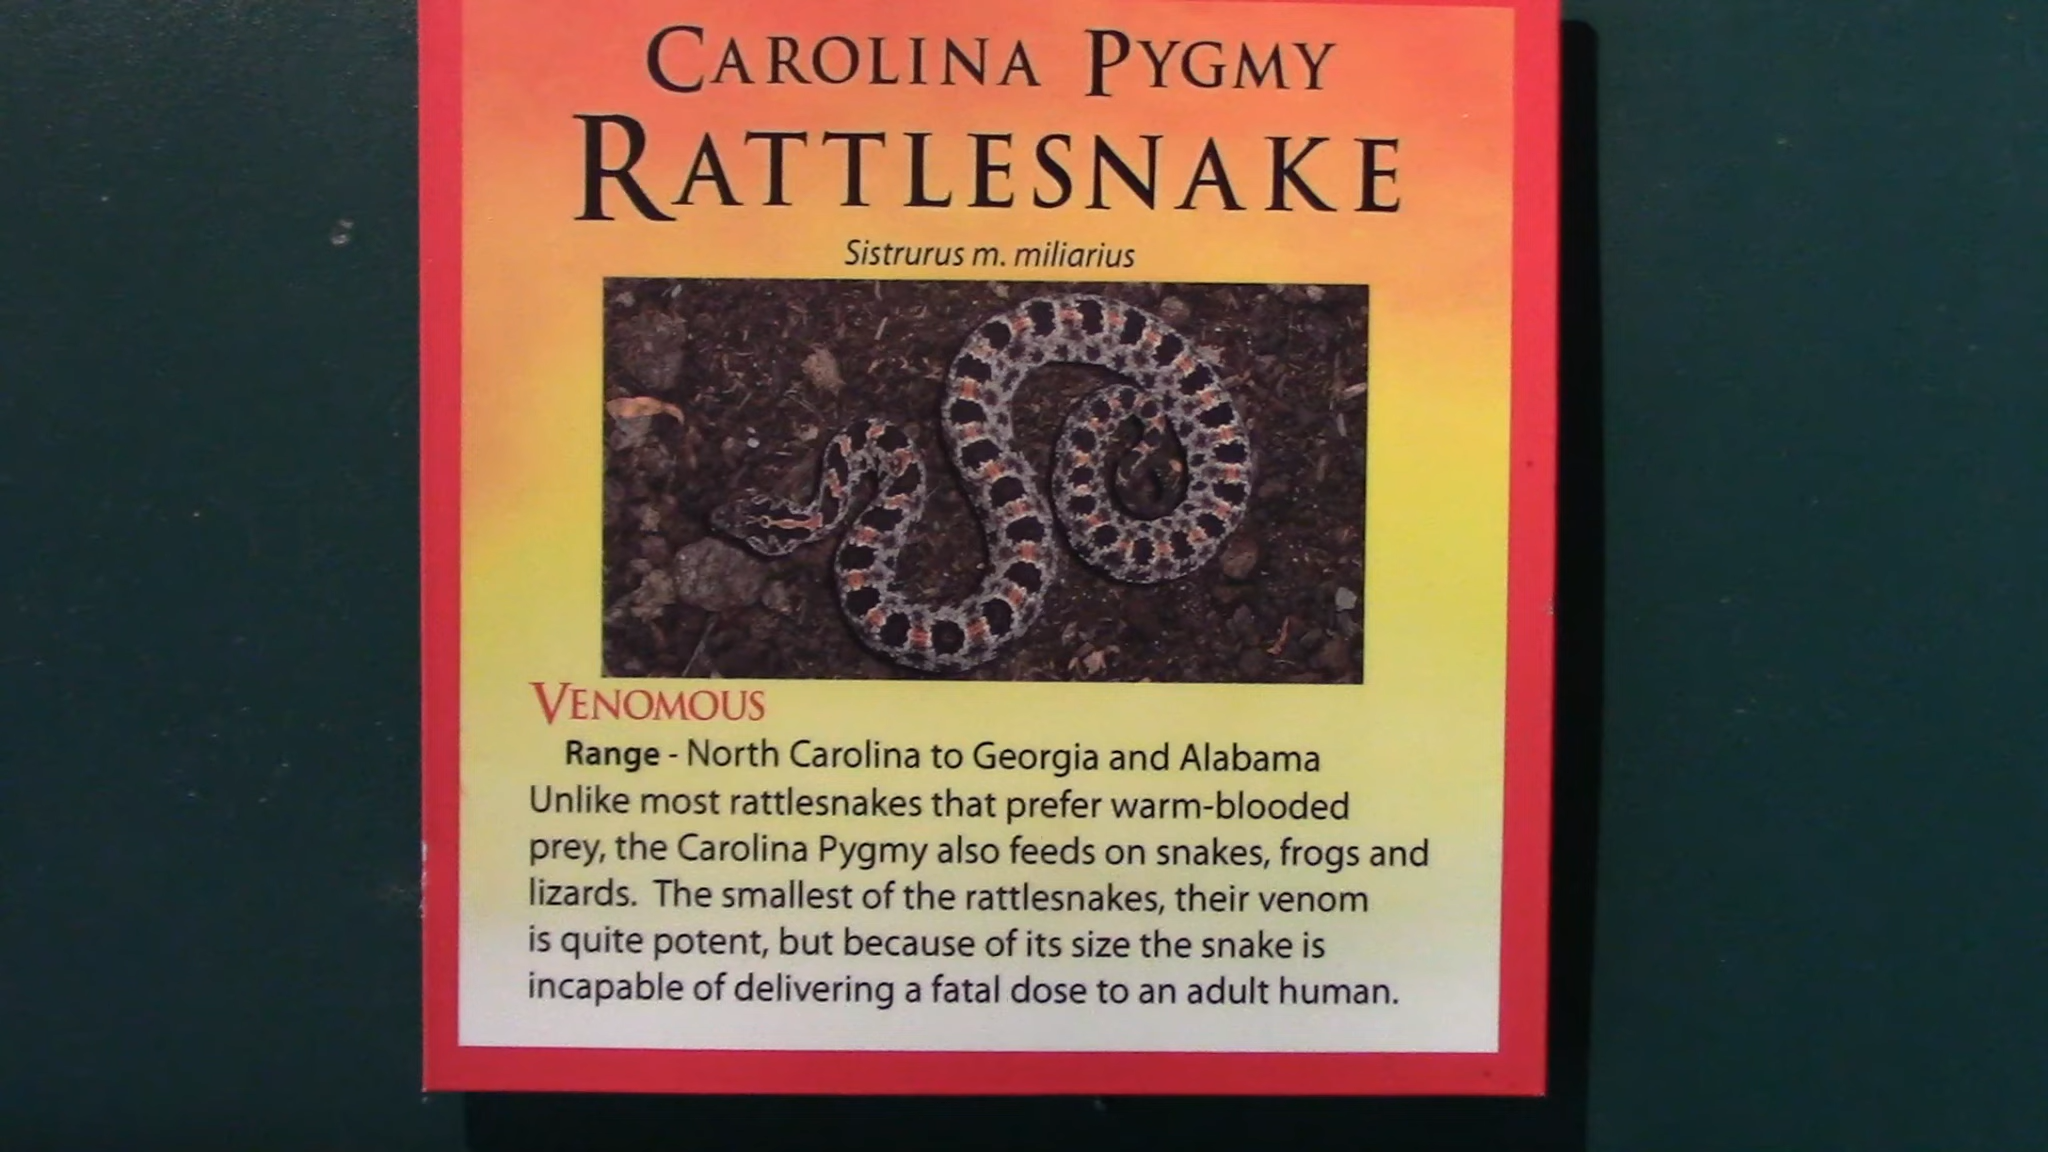 CAROLINA PYGMY
RATTLESNAKE
Sistrurus m. miliarius
VENOMOUS
Range - North Carolina to Georgia and Alabama
Unlike most rattlesnakes that prefer warm-blooded
prey, the Carolina Pygmy also feeds on snakes, frogs and
lizards. The smallest of the rattlesnakes, their venom
is quite potent, but because of its size the snake is
incapable of delivering a fatal dose to an adult human.